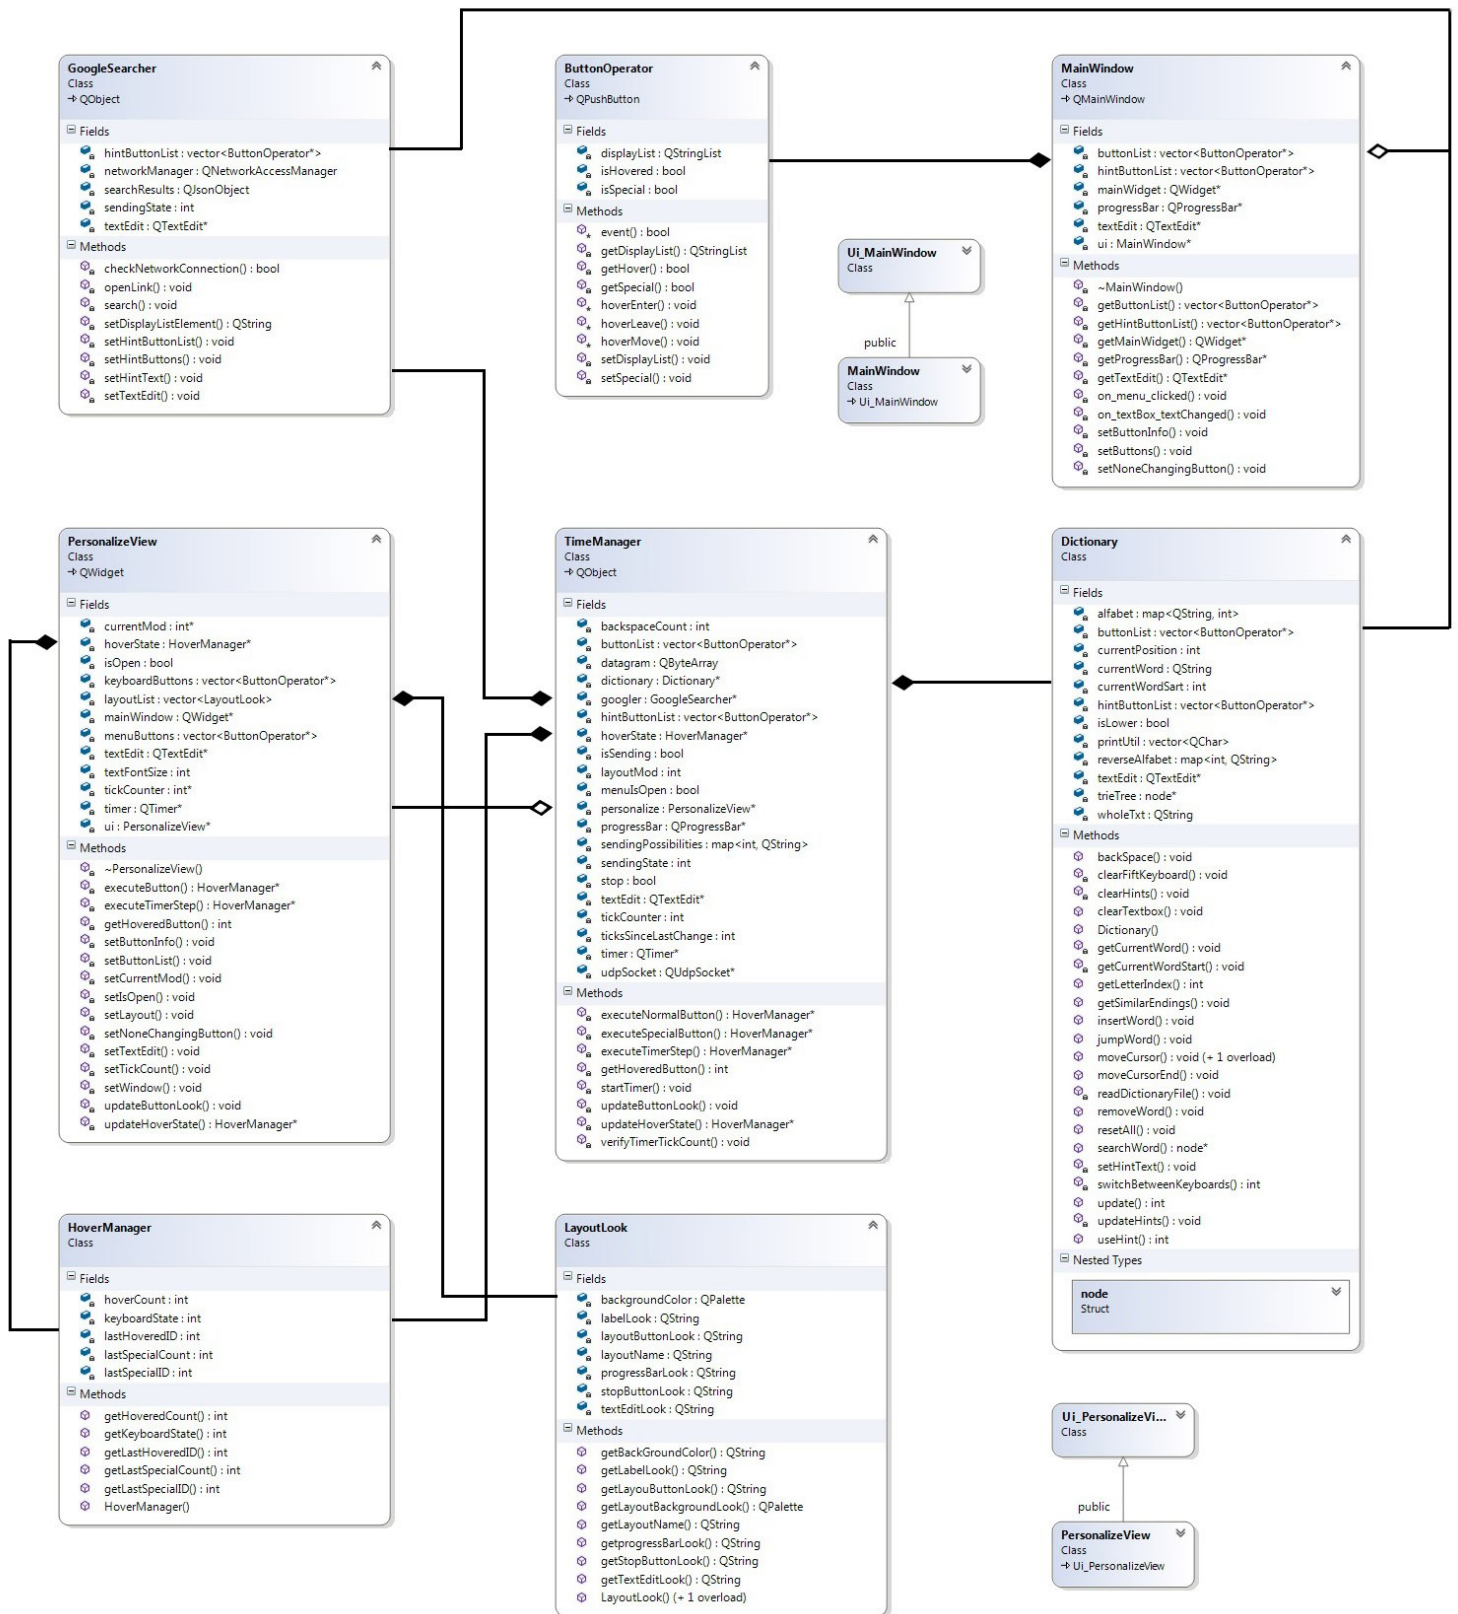 GoogleSearcher
Class
QObject
Fields
hintButtonList : vector<ButtonOperator*>
networkManager : QNetworkAccessManager
searchResults : QJsonObject
sendingState : int
textEdit : QTextEdit*
Methods
checkNetworkConnection() : bool
openLink() : void
search() : void
setDisplayListElement() : QString
setHintButtonList() : void
setHintButtons() : void
setHintText() : void
setTextEdit() : void
ButtonOperator
Class
QPushButton
Fields
displayList : QStringList
isHovered : bool
isSpecial : bool
Methods
event() : bool
getDisplayList() : QStringList
getHover() : bool
getSpecial() : bool
hoverEnter() : void
hoverLeave() : void
hoverMove() : void
setDisplayList() : void
setSpecial() : void
Ui_MainWindow
Class
public
MainWindow
Class
Ui_MainWindow
MainWindow
Class
QMainWindow
Fields
buttonList : vector<ButtonOperator*>
hintButtonList : vector<ButtonOperator*>
mainWidget : QWidget*
progressBar : QProgressBar*
textEdit : QTextEdit*
ui : MainWindow*
Methods
~MainWindow()
getButtonList() : vector<ButtonOperator*>
getHintButtonList() : vector<ButtonOperator*>
getMainWidget() : QWidget*
getProgressBar() : QProgressBar*
getTextEdit() : QTextEdit*
on_menu_clicked() : void
on_textBox_textChanged() : void
setButtonInfo() : void
setButtons() : void
setNoneChangingButton() : void
PersonalizeView
Class
QWidget
Fields
currentMod : int*
hoverState : HoverManager*
isOpen : bool
keyboardButtons : vector<ButtonOperator*>
layoutList : vector<LayoutLook>
mainWindow : QWidget*
menuButtons : vector<ButtonOperator*>
textEdit : QTextEdit*
textFontSize : int
tickCounter : int*
timer : QTimer*
ui : PersonalizeView*
Methods
~PersonalizeView()
executeButton() : HoverManager*
executeTimerStep() : HoverManager*
getHoveredButton() : int
setButtonInfo() : void
setButtonList() : void
setCurrentMod() : void
setIsOpen() : void
setLayout() : void
setNoneChangingButton() : void
setTextEdit() : void
setTickCount() : void
setWindow() : void
updateButtonLook() : void
updateHoverState() : HoverManager*
TimeManager
Class
QObject
Fields
backspaceCount : int
buttonList : vector<ButtonOperator*>
datagram : QByteArray
dictionary : Dictionary*
googler : GoogleSearcher*
hintButtonList : vector<ButtonOperator*>
hoverState : HoverManager*
isSending : bool
layoutMod : int
menuIsOpen : bool
personalize : PersonalizeView*
progressBar : QProgressBar*
sendingPossibilities : map<int, QString>
sendingState : int
stop : bool
textEdit : QTextEdit*
tickCounter : int
ticksSinceLastChange : int
timer : QTimer*
udpSocket : QUdpSocket*
Methods
executeNormalButton() : HoverManager*
executeSpecialButton() : HoverManager*
executeTimerStep() : HoverManager*
getHoveredButton() : int
startTimer() : void
updateButtonLook() : void
updateHoverState() : HoverManager*
verifyTimerTickCount() : void
Dictionary
Class
Fields
alfabet : map<QString, int>
buttonList : vector<ButtonOperator*>
currentPosition : int
currentWord : QString
currentWordSart : int
hintButtonList : vector<ButtonOperator*>
isLower : bool
printUtil : vector<QChar>
reverseAlfabet : map<int, QString>
textEdit : QTextEdit*
trieTree : node*
wholeTxt : QString
Methods
backSpace() : void
clearFiftKeyboard() : void
clearHints() : void
clearTextbox() : void
Dictionary()
getCurrentWord() : void
getCurrentWordStart() : void
getLetterIndex() : int
getSimilarEndings() : void
insertWord() : void
jumpWord() : void
moveCursor() : void (+ 1 overload)
moveCursorEnd() : void
readDictionaryFile() : void
removeWord() : void
resetAll() : void
searchWord() : node*
setHintText() : void
switchBetweenKeyboards() : int
update() : int
updateHints() : void
useHint() : int
Nested Types
node
Struct
HoverManager
Class
Fields
hoverCount : int
keyboardState : int
lastHoveredID : int
lastSpecialCount : int
lastSpecialID : int
Methods
getHoveredCount() : int
getKeyboardState() : int
getLastHoveredID() : int
getLastSpecialCount() : int
getLastSpecialID() : int
HoverManager()
LayoutLook
Class
Fields
backgroundColor : QPalette
labelLook : QString
layoutButtonLook : QString
layoutName : QString
progressBarLook : QString
stopButtonLook : QString
textEditLook : QString
Methods
getBackGroundColor() : QString
getLabelLook() : QString
getLayouButtonLook() : QString
getLayoutBackgroundLook() : QPalette
getLayoutName() : QString
getprogressBarLook() : QString
getStopButtonLook() : QString
getTextEditLook() : QString
LayoutLook() (+ 1 overload)
Ui_PersonalizeVi...
Class
public
PersonalizeView
Class
Ui_PersonalizeView